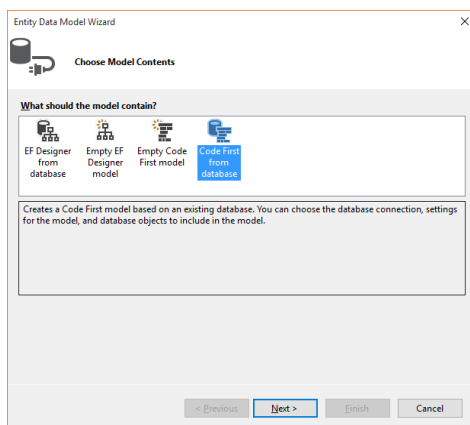 Entity Data Model Wizard
Choose Model Contents
What should the model contain?
EF Designer from database
Empty EF Designer model
Empty Code First model
Code First from database
Creates a Code First model based on an existing database. You can choose the database connection, settings
for the model, and database objects to include in the model.
< Previous
Next >
Finish
Cancel